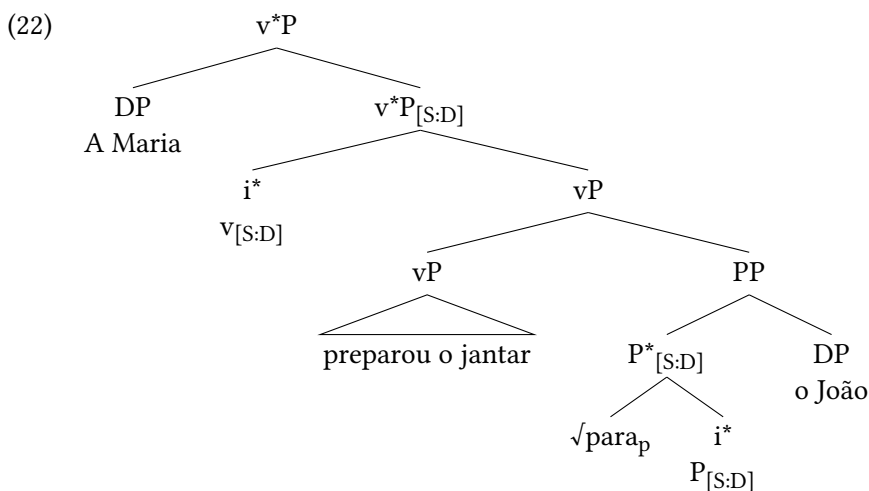 (22) v*P
DP v*P[S:D]
A Maria
i* vP
v[S:D]
vP PP
preparou o jantar P*[S:D] DP
o João
√parap i*
P[S:D]